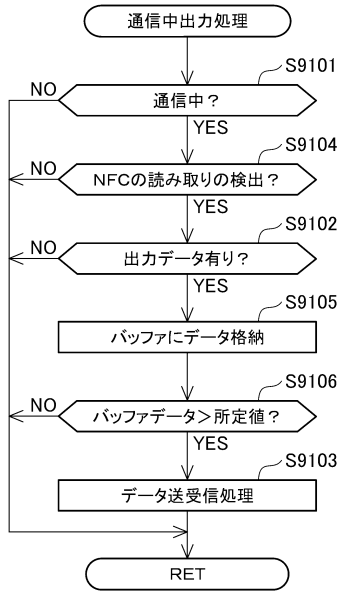 通信中出力処理
S9101
NO
通信中？
YES
S9104
NO
NFCの読み取りの検出？
YES
S9102
NO
出力データ有り？
YES
S9105
バッファにデータ格納
S9106
NO
バッファデータ＞所定値？
YES
S9103
データ送受信処理
RET